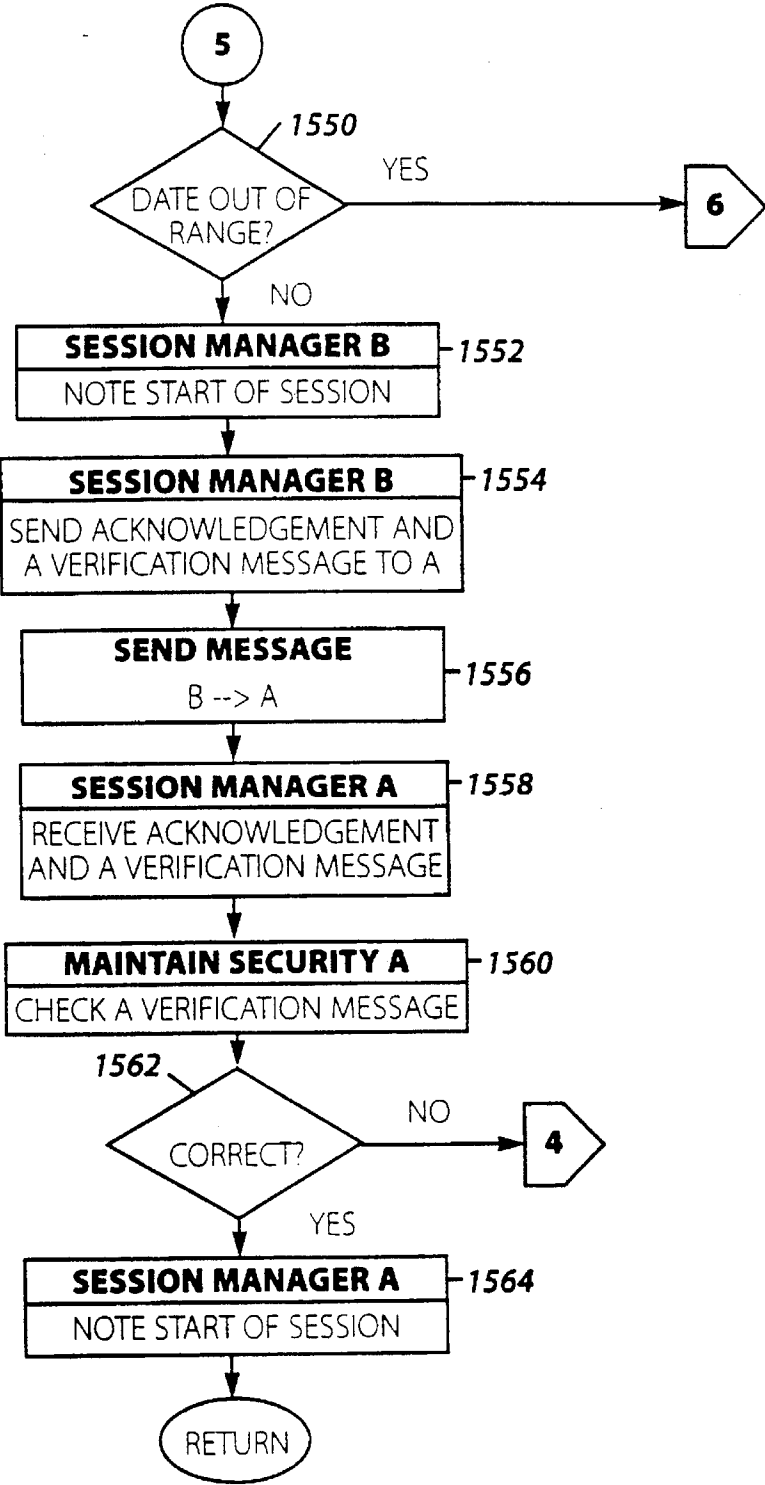 5
1550
YES
DATE OUT OF
RANGE?
6
NO
SESSION MANAGER B
1552
NOTE START OF SESSION
SESSION MANAGER B
1554
SEND ACKNOWLEDGEMENT AND
A VERIFICATION MESSAGE TO A
SEND MESSAGE
1556
B --> A
SESSION MANAGER A
1558
RECEIVE ACKNOWLEDGEMENT
AND A VERIFICATION MESSAGE
MAINTAIN SECURITY A
1560
CHECK A VERIFICATION MESSAGE
1562
NO
CORRECT?
4
YES
SESSION MANAGER A
1564
NOTE START OF SESSION
RETURN